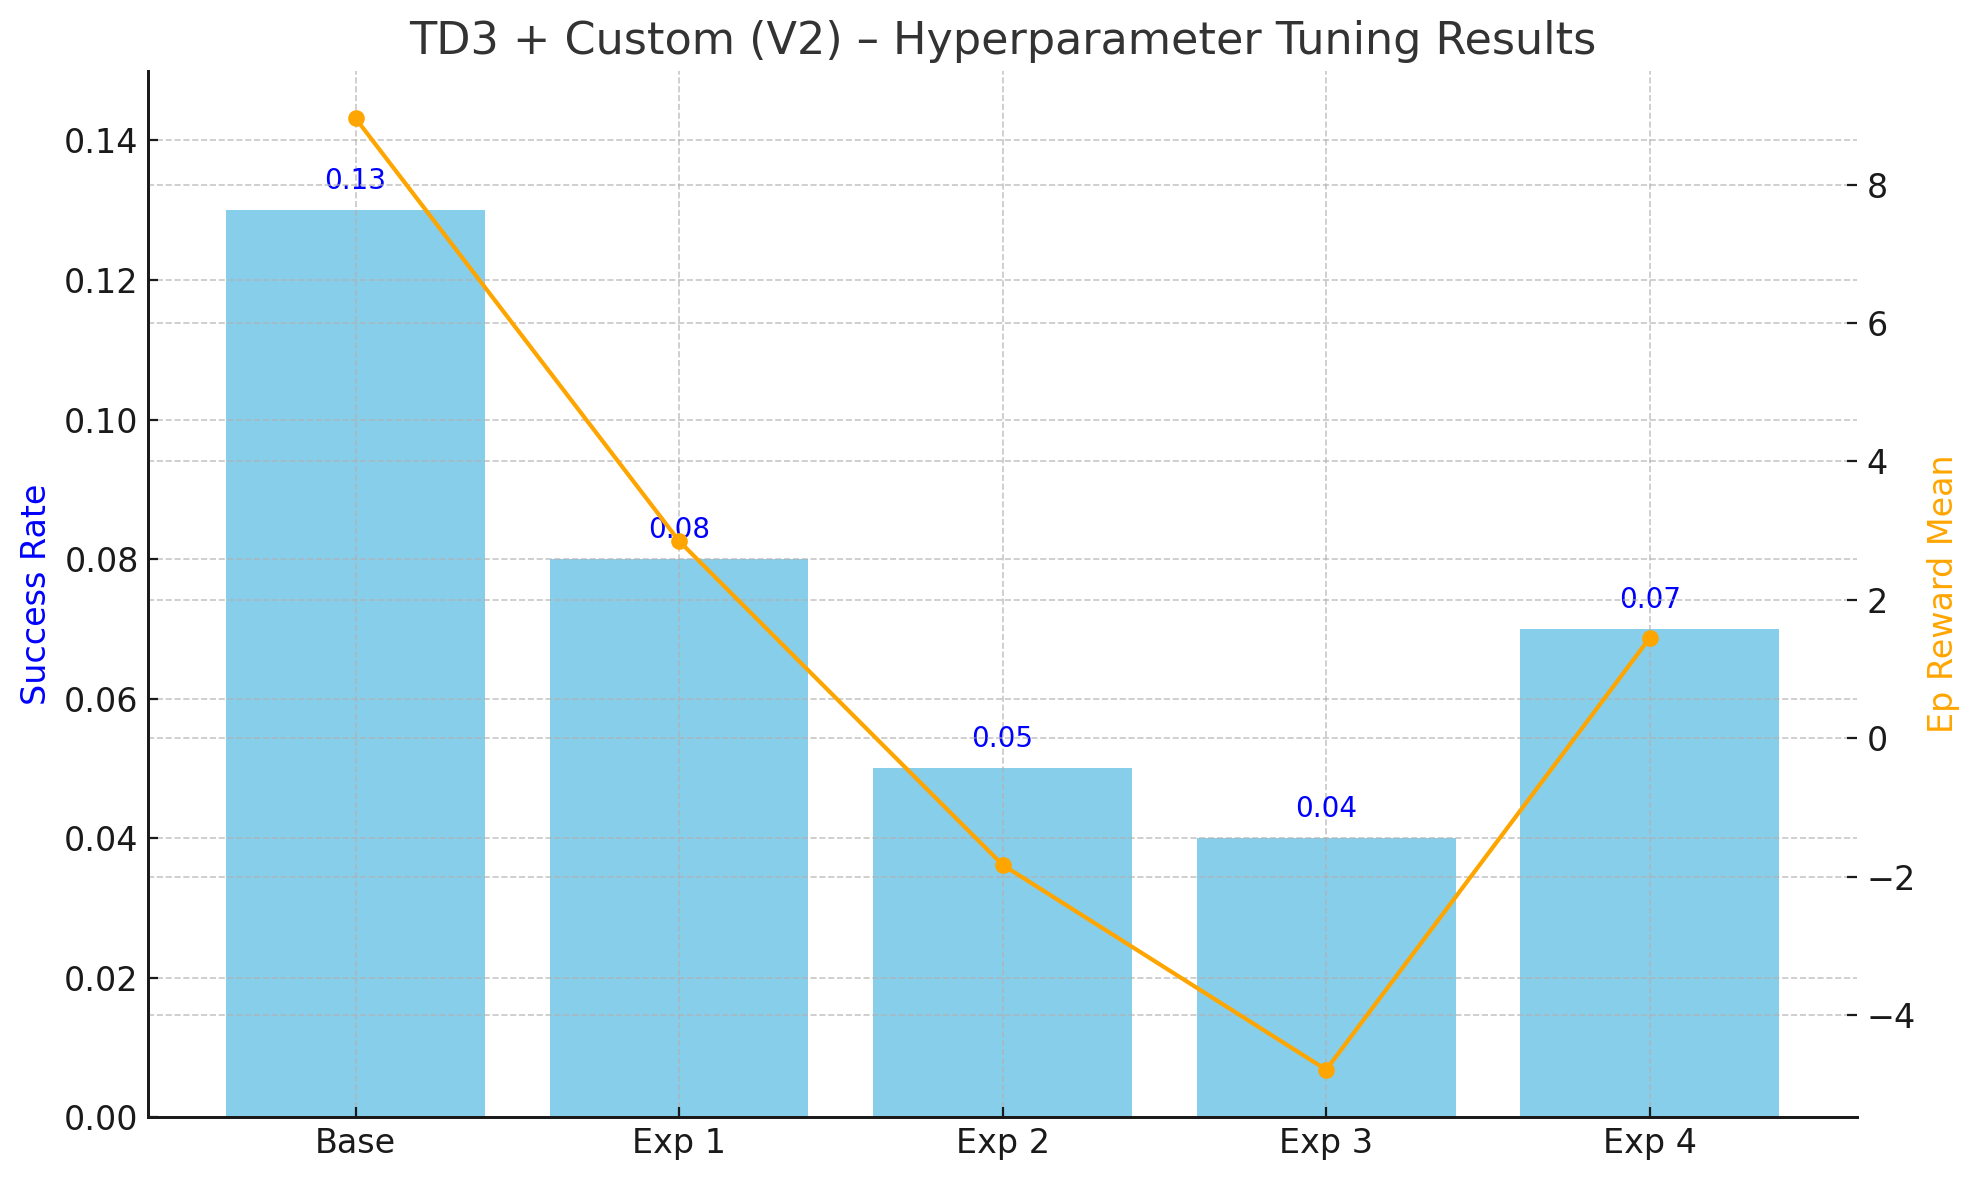 TD3 + Custom (V2) – Hyperparameter Tuning Results
Success Rate
0.14
0.12
0.10
0.08
0.06
0.04
0.02
0.00
0.13
0.08
0.05
0.04
0.07
8
6
4
2
0
−2
−4
Ep Reward Mean
Base
Exp 1
Exp 2
Exp 3
Exp 4